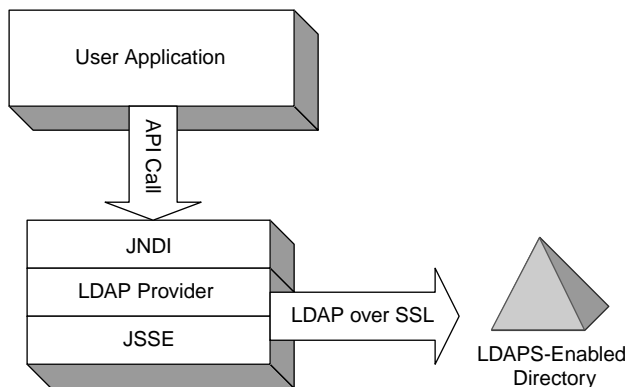 User Application
API Call
JNDI
LDAP Provider
JSSE
LDAP over SSL
LDAPS-Enabled
Directory